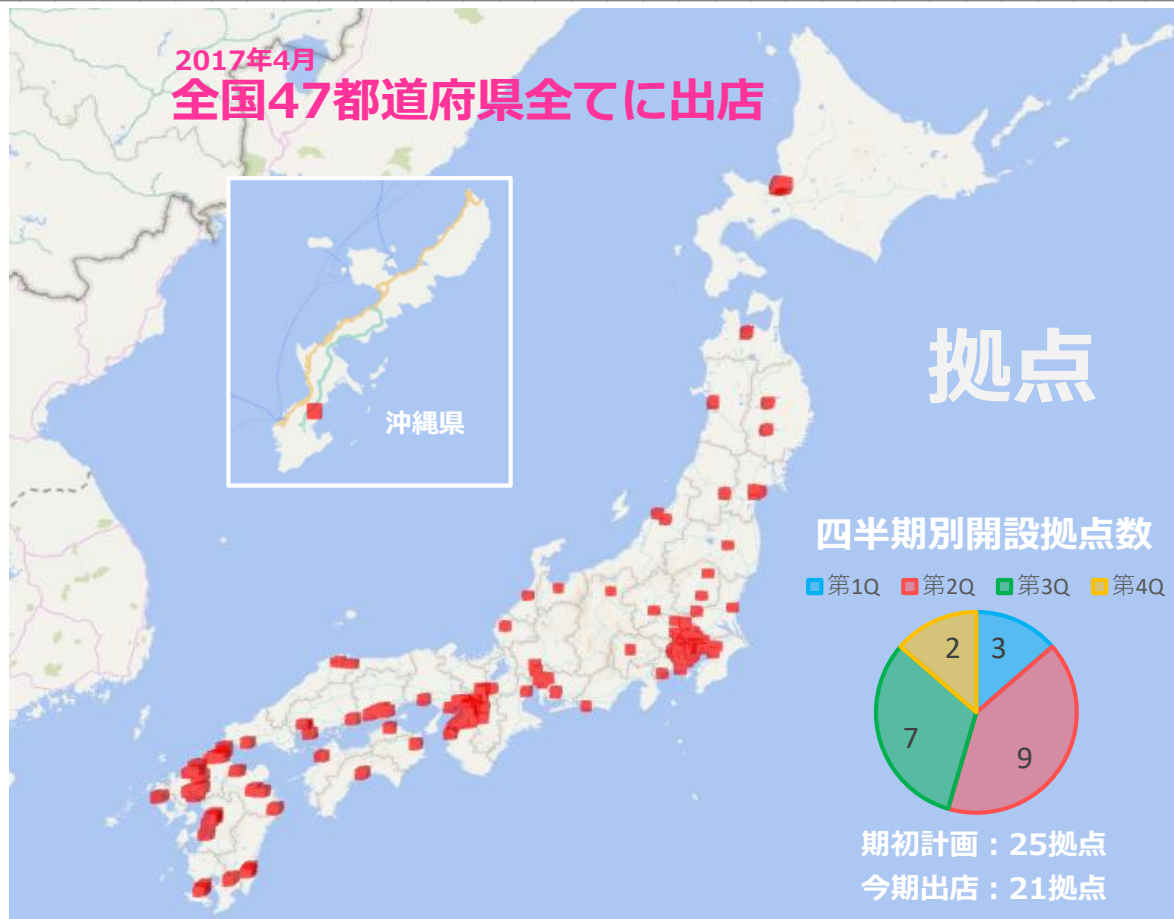 2017年4月
全国47都道府県全てに出店
沖縄県
拠点
四半期別開設拠点数
第1Q 第2Q 第3Q 第4Q
2 3
7
9
期初計画：25拠点
今期出店：21拠点